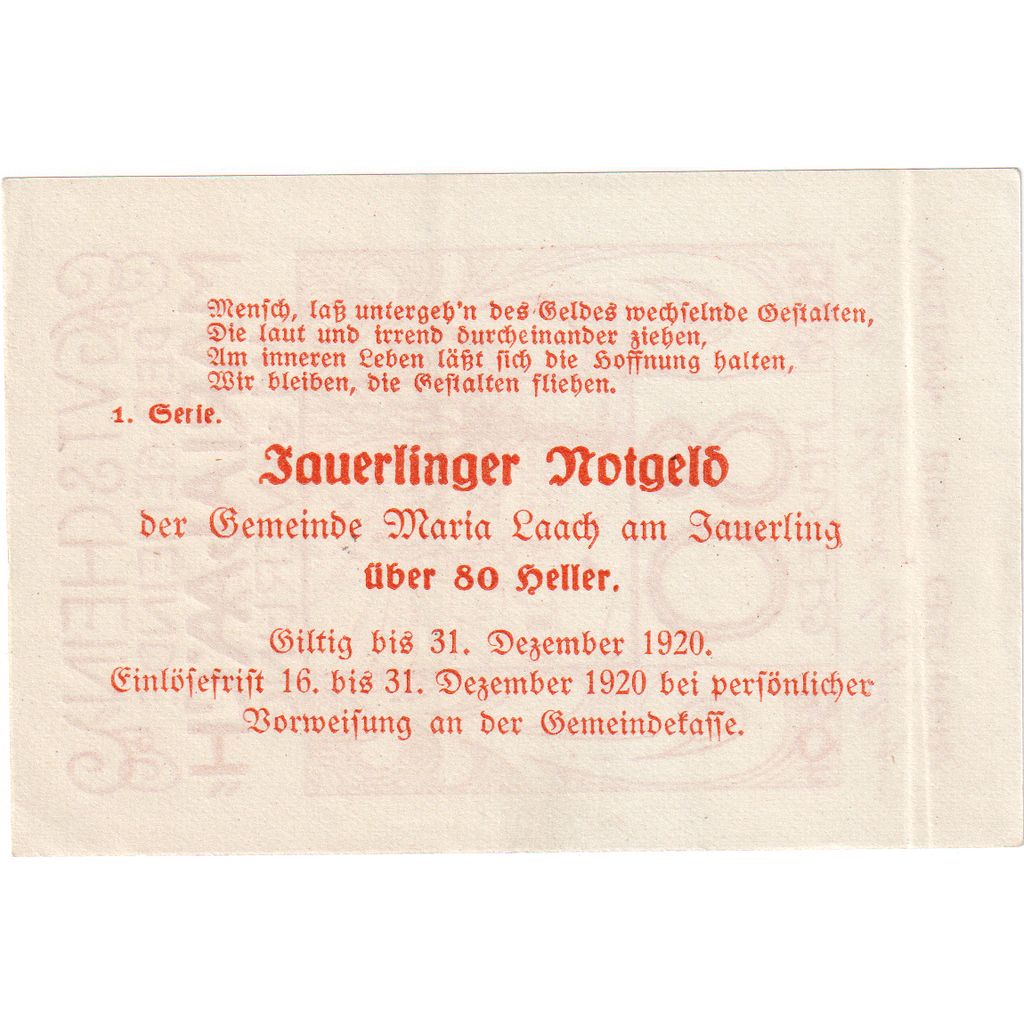 Mensch, laß untergeh'n des Geldes wechselnde Gestalten,
Die laut und irrend durcheinander ziehen,
Am inneren Leben läßt sich die Hoffnung halten,
Wir bleiben, die Gestalten fliehen.
1. Serie.
Jauerlinger Notgeld
der Gemeinde Maria Laach am Jauerling
über 80 Heller.
Giltig bis 31. Dezember 1920.
Einlösefrist 16. bis 31. Dezember 1920 bei persönlicher
Vorweisung an der Gemeindekasse.